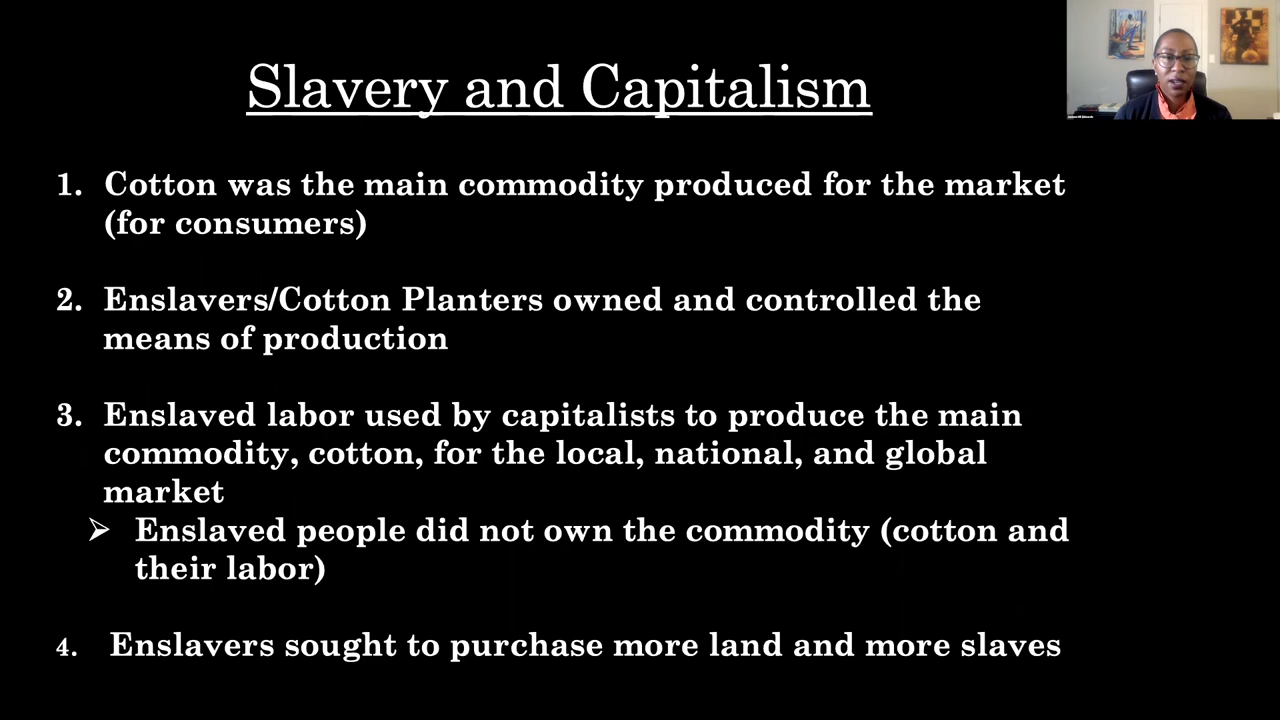 Slavery and Capitalism
1. Cotton was the main commodity produced for the market
(for consumers)
2. Enslavers/Cotton Planters owned and controlled the
means of production
3. Enslaved labor used by capitalists to produce the main
commodity, cotton, for the local, national, and global
market
➢ Enslaved people did not own the commodity (cotton and
their labor)
4. Enslavers sought to purchase more land and more slaves